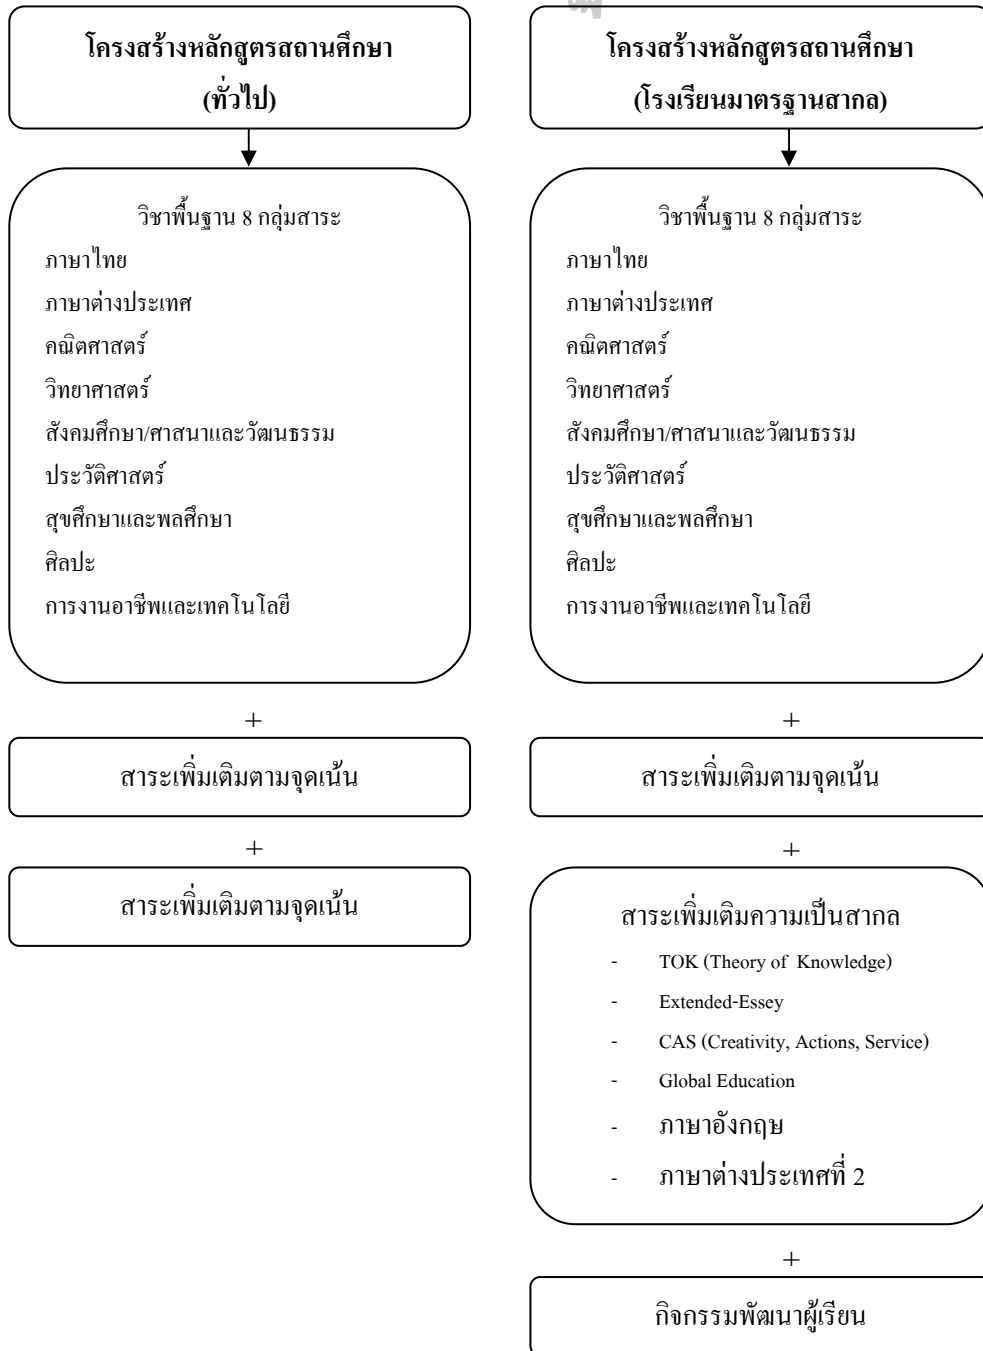 โครงสร้างหลักสูตรสถานศึกษา
(ทั่วไป)
วิชาพื้นฐาน 8 กลุ่มสาระ
ภาษาไทย
ภาษาต่างประเทศ
คณิตศาสตร์
วิทยาศาสตร์
สังคมศึกษา/ศาสนาและวัฒนธรรม
ประวัติศาสตร์
สุขศึกษาและพลศึกษา
ศิลปะ
การงานอาชีพและเทคโนโลยี
+
สาระเพิ่มเติมตามจุดเน้น
+
สาระเพิ่มเติมตามจุดเน้น
โครงสร้างหลักสูตรสถานศึกษา
(โรงเรียนมาตรฐานสากล)
วิชาพื้นฐาน 8 กลุ่มสาระ
ภาษาไทย
ภาษาต่างประเทศ
คณิตศาสตร์
วิทยาศาสตร์
สังคมศึกษา/ศาสนาและวัฒนธรรม
ประวัติศาสตร์
สุขศึกษาและพลศึกษา
ศิลปะ
การงานอาชีพและเทคโนโลยี
+
สาระเพิ่มเติมตามจุดเน้น
+
สาระเพิ่มเติมความเป็นสากล
- TOK (Theory of Knowledge)
- Extended-Essey
- CAS (Creativity, Actions, Service)
- Global Education
- ภาษาอังกฤษ
- ภาษาต่างประเทศที่ 2
+
กิจกรรมพัฒนาผู้เรียน